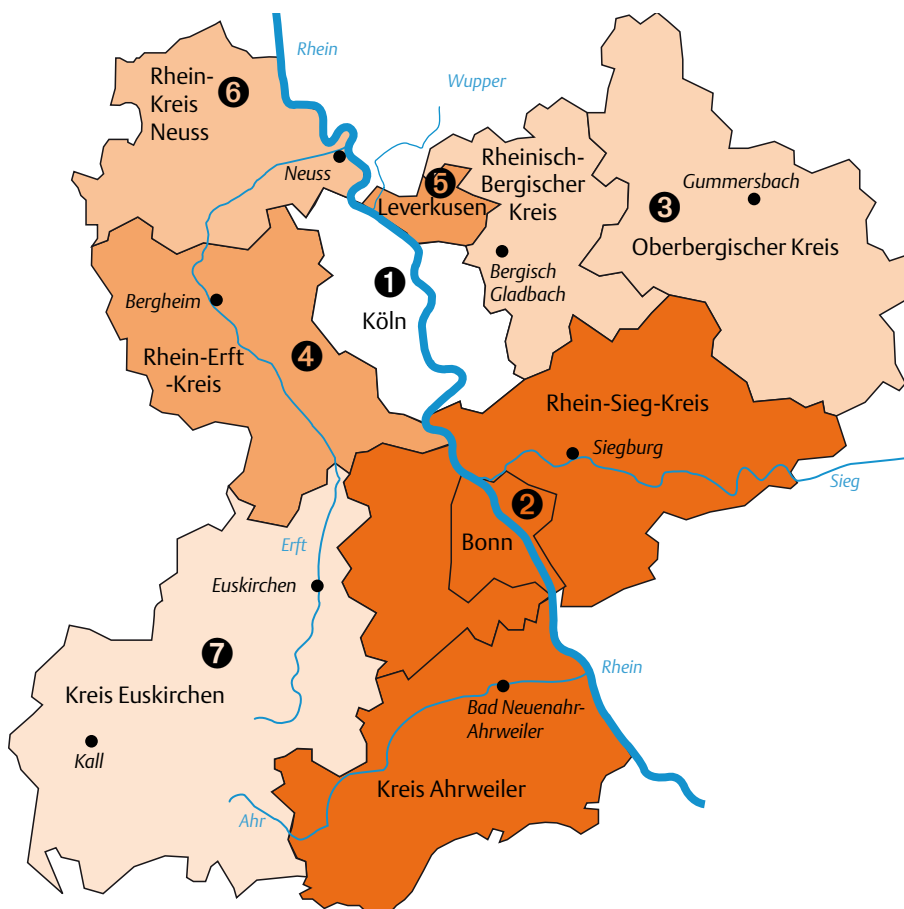 Rhein
Wupper
Rhein-
Kreis
Neuss
6
Neuss
Rheinisch-
Bergischer
Kreis
5
Leverkusen
Gummersbach
3
Oberbergischer Kreis
Bergisch
Gladbach
1
Köln
Bergheim
Rhein-Erft
-Kreis
4
Rhein-Sieg-Kreis
Siegburg
Sieg
2
Bonn
Erft
Euskirchen
7
Kreis Euskirchen
Kall
Rhein
Bad Neuenahr-
Ahrweiler
Kreis Ahrweiler
Ahr